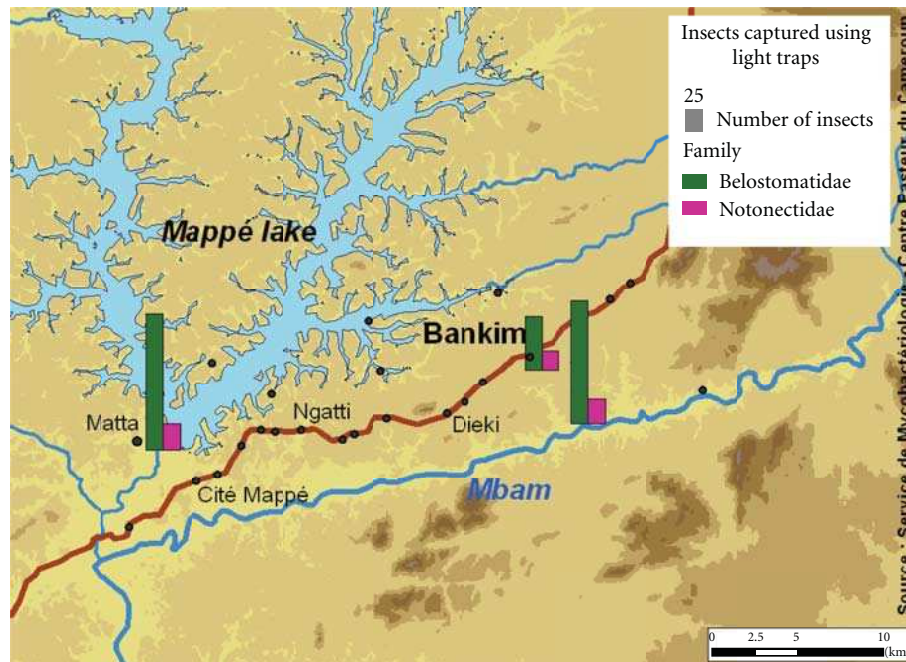 Insects captured using
light traps
25
Number of insects
Family
Belostomatidae
Notonectidae
Mappé lake
Bankim
Matta
Ngatti
Dieki
Cité Mappé
Mbam
0 2.5 5 10
(km
Source : Service de Mycobactériologie, Centre Pasteur du Cameroun